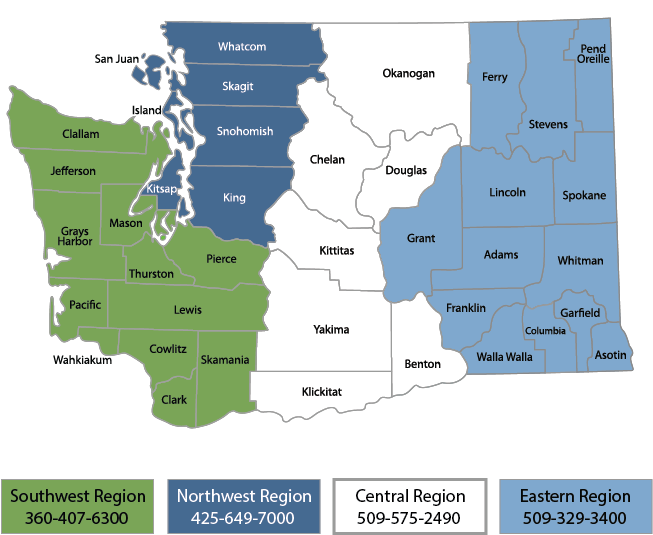 Whatcom
San Juan
Skagit
Island
Snohomish
King
Kitsap
Okanogan
Chelan
Douglas
Kittitas
Yakima
Klickitat
Benton
Ferry
Stevens
Pend
Oreille
Lincoln
Spokane
Grant
Adams
Whitman
Franklin
Walla Walla
Columbia
Garfield
Asotin
Clallam
Jefferson
Grays
Harbor
Mason
Thurston
Pierce
Pacific
Lewis
Wahkiakum
Cowlitz
Skamania
Clark
Southwest Region
360-407-6300
Northwest Region
425-649-7000
Central Region
509-575-2490
Eastern Region
509-329-3400